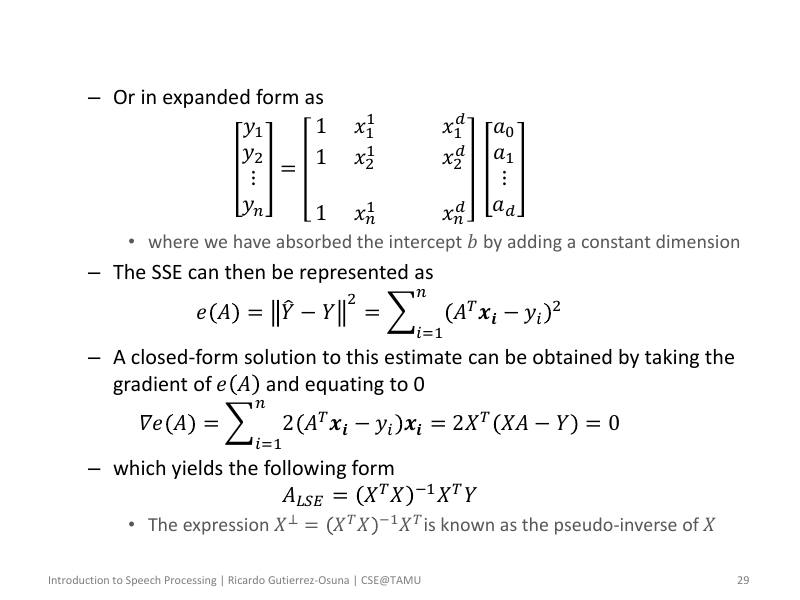 – Or in expanded form as
[y₁ y₂ ⋮ yₙ] = [1 x₁¹ x₁ᵈ; 1 x₂¹ x₂ᵈ; 1 xₙ¹ xₙᵈ] [a₀ a₁ ⋮ a_d]
• where we have absorbed the intercept b by adding a constant dimension
– The SSE can then be represented as
e(A) = ‖Ŷ − Y‖² = ∑ᵢ₌₁ⁿ (Aᵀxᵢ − yᵢ)²
– A closed-form solution to this estimate can be obtained by taking the
gradient of e(A) and equating to 0
∇e(A) = ∑ᵢ₌₁ⁿ 2(Aᵀxᵢ − yᵢ)xᵢ = 2Xᵀ(XA − Y) = 0
– which yields the following form
A_LSE = (XᵀX)⁻¹XᵀY
• The expression X^⊥ = (XᵀX)⁻¹Xᵀ is known as the pseudo-inverse of X
Introduction to Speech Processing | Ricardo Gutierrez-Osuna | CSE@TAMU 29